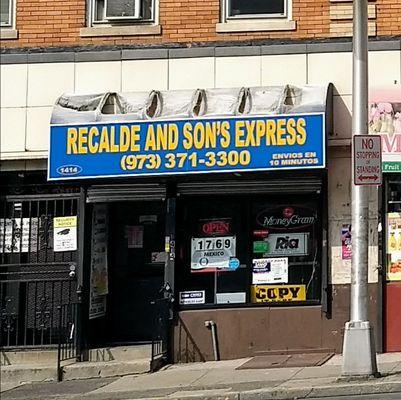 RECALDE AND SON'S EXPRESS
(973) 371-3300
ENVIOS EN
10 MINUTOS
1414
NO
STOPPING
OR
STANDING
M
Fruit
OPEN
MoneyGram
1769
MEXICO
Ria
COPY